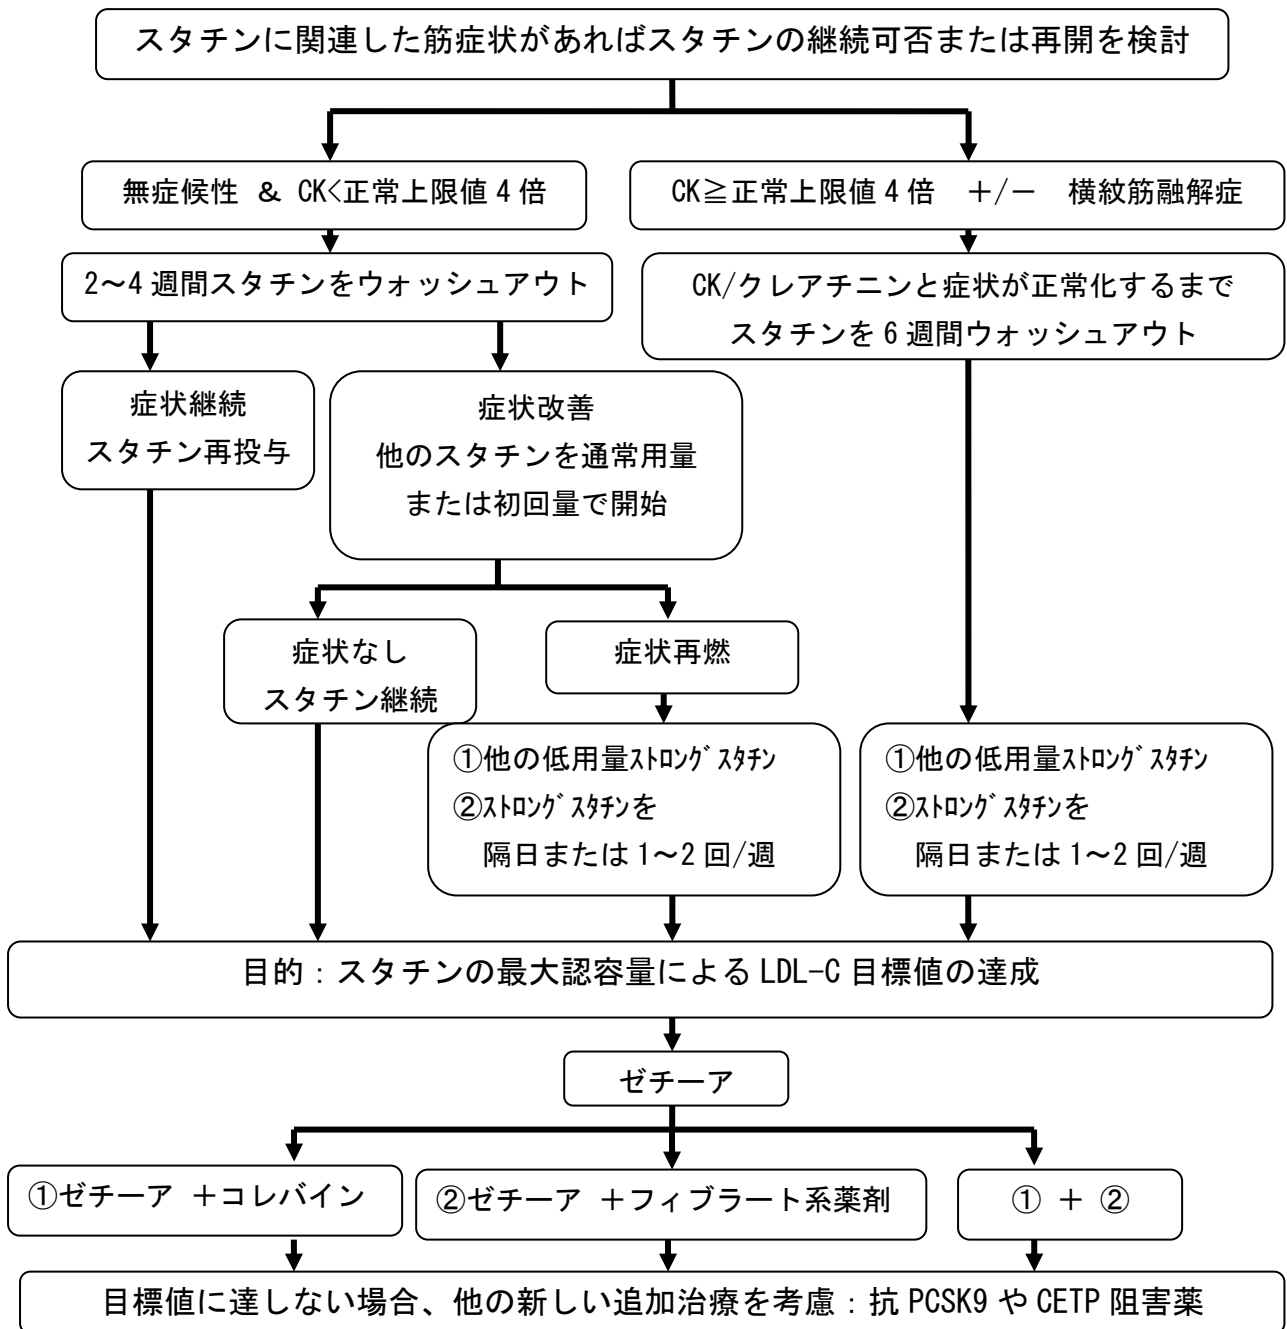 スタチンに関連した筋症状があればスタチンの継続可否または再開を検討
無症候性 & CK<正常上限値4倍
CK≧正常上限値4倍 +/− 横紋筋融解症
2～4週間スタチンをウォッシュアウト
CK/クレアチニンと症状が正常化するまで
スタチンを6週間ウォッシュアウト
症状継続
スタチン再投与
症状改善
他のスタチンを通常用量
または初回量で開始
症状なし
スタチン継続
症状再燃
①他の低用量ｽﾄﾛﾝｸﾞｽﾀﾁﾝ
②ｽﾄﾛﾝｸﾞｽﾀﾁﾝを
隔日または1～2回/週
①他の低用量ｽﾄﾛﾝｸﾞｽﾀﾁﾝ
②ｽﾄﾛﾝｸﾞｽﾀﾁﾝを
隔日または1～2回/週
目的：スタチンの最大認容量によるLDL-C目標値の達成
ゼチーア
①ゼチーア +コレバイン
②ゼチーア +フィブラート系薬剤
① + ②
目標値に達しない場合、他の新しい追加治療を考慮：抗PCSK9やCETP阻害薬